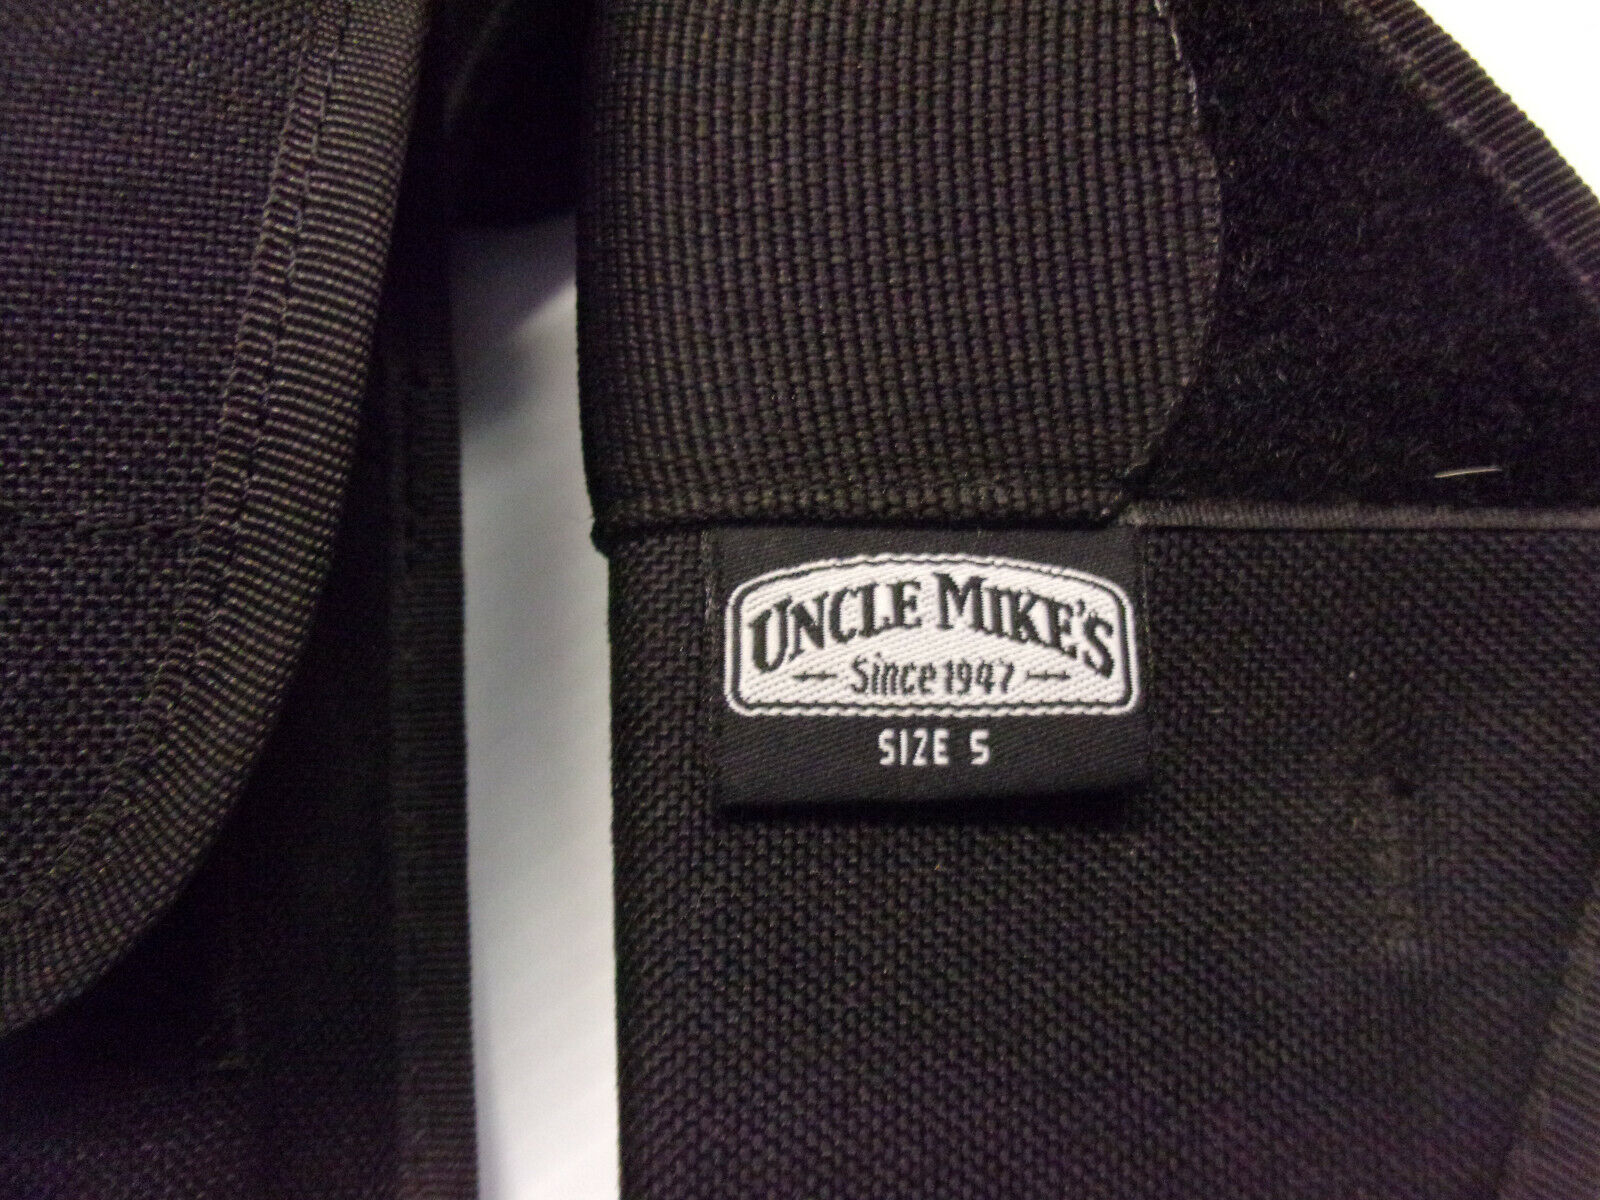 UNCLE MIKE'S
Since 1947
SIZE 5